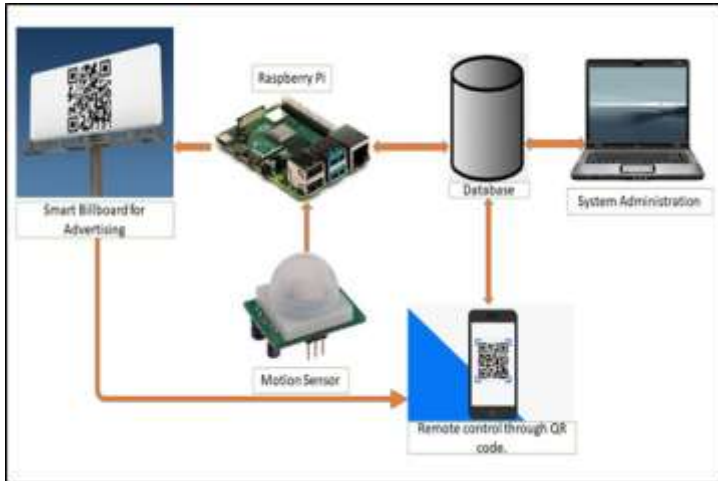 Raspberry Pi
Smart Billboard for
Advertising
Database
System Administration
Motion Sensor
Remote control through QR
code.